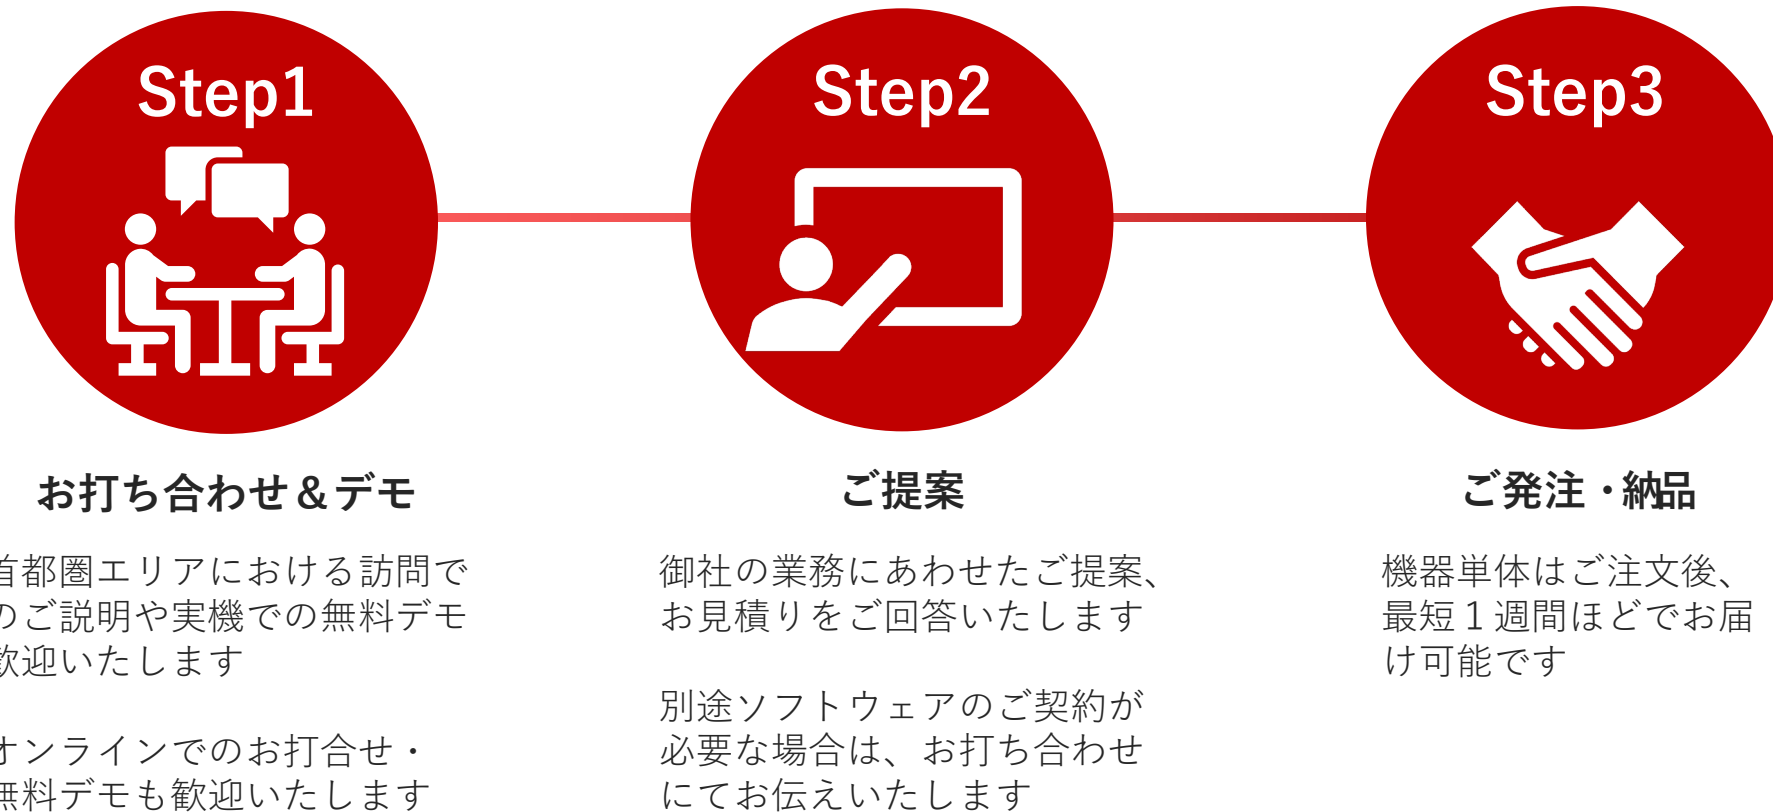 Step1
お打ち合わせ＆デモ
首都圏エリアにおける訪問で
のご説明や実機での無料デモ
歓迎いたします
オンラインでのお打合せ・
無料デモも歓迎いたします
Step2
ご提案
御社の業務にあわせたご提案、
お見積りをご回答いたします
別途ソフトウェアのご契約が
必要な場合は、お打ち合わせ
にてお伝えいたします
Step3
ご発注・納品
機器単体はご注文後、
最短１週間ほどでお届
け可能です